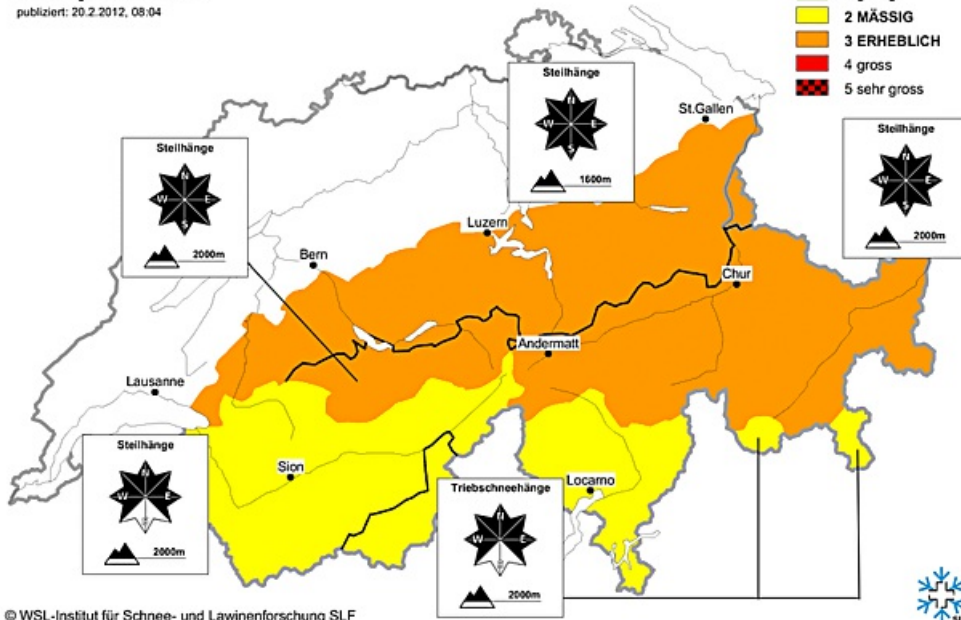 publiziert: 20.2.2012, 08:04
2 MÄSSIG
3 ERHEBLICH
4 gross
5 sehr gross
Steilhänge
N
W E
S
1600m
St.Gallen
Steilhänge
N
W E
S
2000m
Steilhänge
N
W E
S
2000m
Luzern
Bern
Chur
Andermatt
Lausanne
Steilhänge
N
W E
S
2000m
Sion
Triebschneehänge
N
W E
S
2000m
Locarno
© WSL-Institut für Schnee- und Lawinenforschung SLF